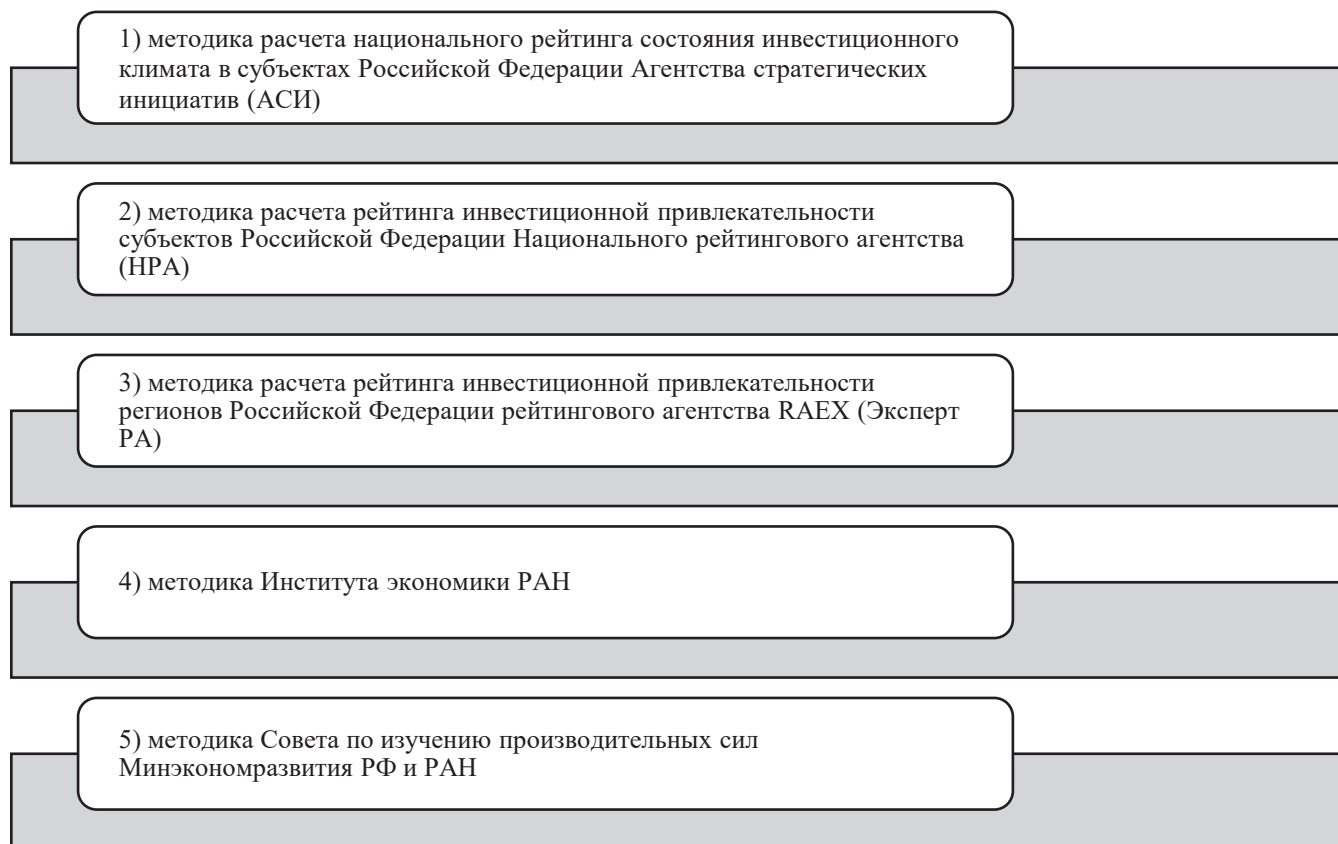 1) методика расчета национального рейтинга состояния инвестиционного
климата в субъектах Российской Федерации Агентства стратегических
инициатив (АСИ)
2) методика расчета рейтинга инвестиционной привлекательности
субъектов Российской Федерации Национального рейтингового агентства
(НРА)
3) методика расчета рейтинга инвестиционной привлекательности
регионов Российской Федерации рейтингового агентства RAEX (Эксперт
РА)
4) методика Института экономики РАН
5) методика Совета по изучению производительных сил
Минэкономразвития РФ и РАН